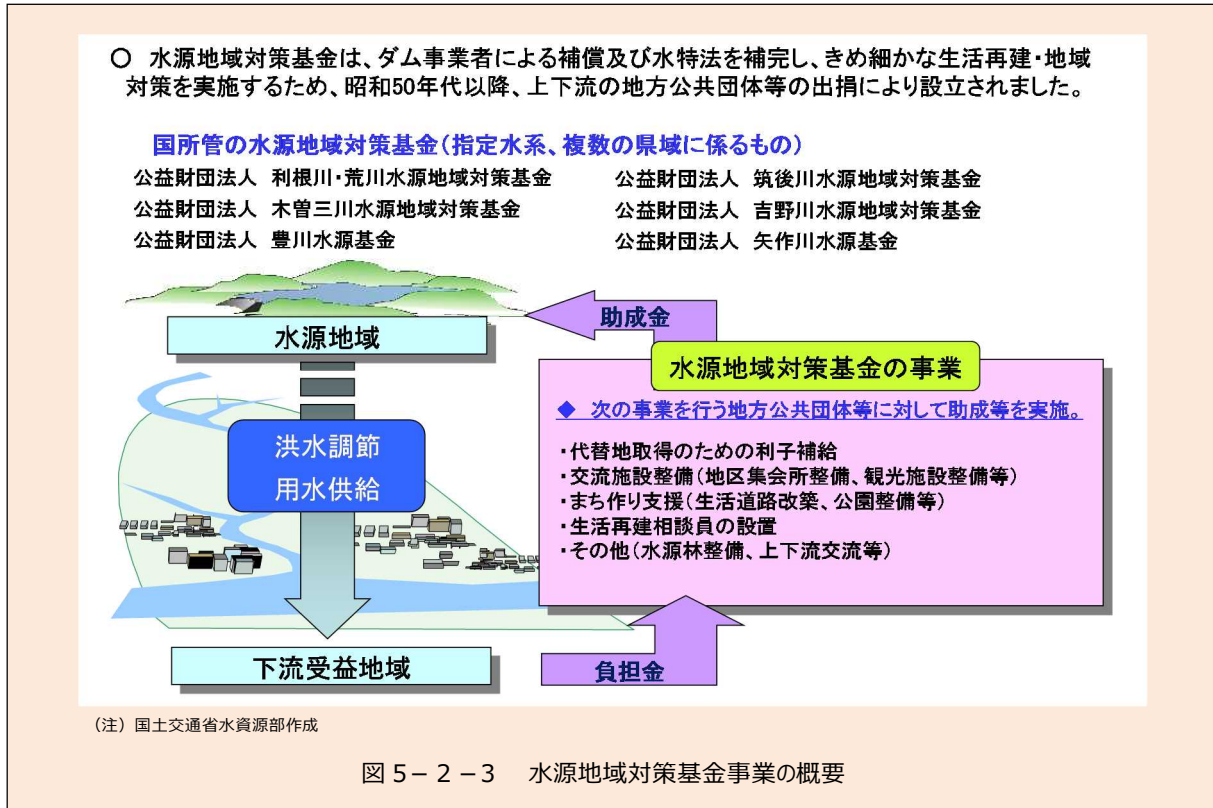 ○ 水源地域対策基金は、ダム事業者による補償及び水特法を補完し、きめ細かな生活再建・地域
対策を実施するため、昭和50年代以降、上下流の地方公共団体等の出捐により設立されました。
国所管の水源地域対策基金(指定水系、複数の県域に係るもの)
公益財団法人 利根川・荒川水源地域対策基金
公益財団法人 木曽三川水源地域対策基金
公益財団法人 豊川水源基金
公益財団法人 筑後川水源地域対策基金
公益財団法人 吉野川水源地域対策基金
公益財団法人 矢作川水源基金
助成金
水源地域
水源地域対策基金の事業
◆ 次の事業を行う地方公共団体等に対して助成等を実施。
・代替地取得のための利子補給
・交流施設整備(地区集会所整備、観光施設整備等)
・まち作り支援(生活道路改築、公園整備等)
・生活再建相談員の設置
・その他(水源林整備、上下流交流等)
洪水調節
用水供給
下流受益地域
負担金
(注)国土交通省水資源部作成
図5-2-3 水源地域対策基金事業の概要